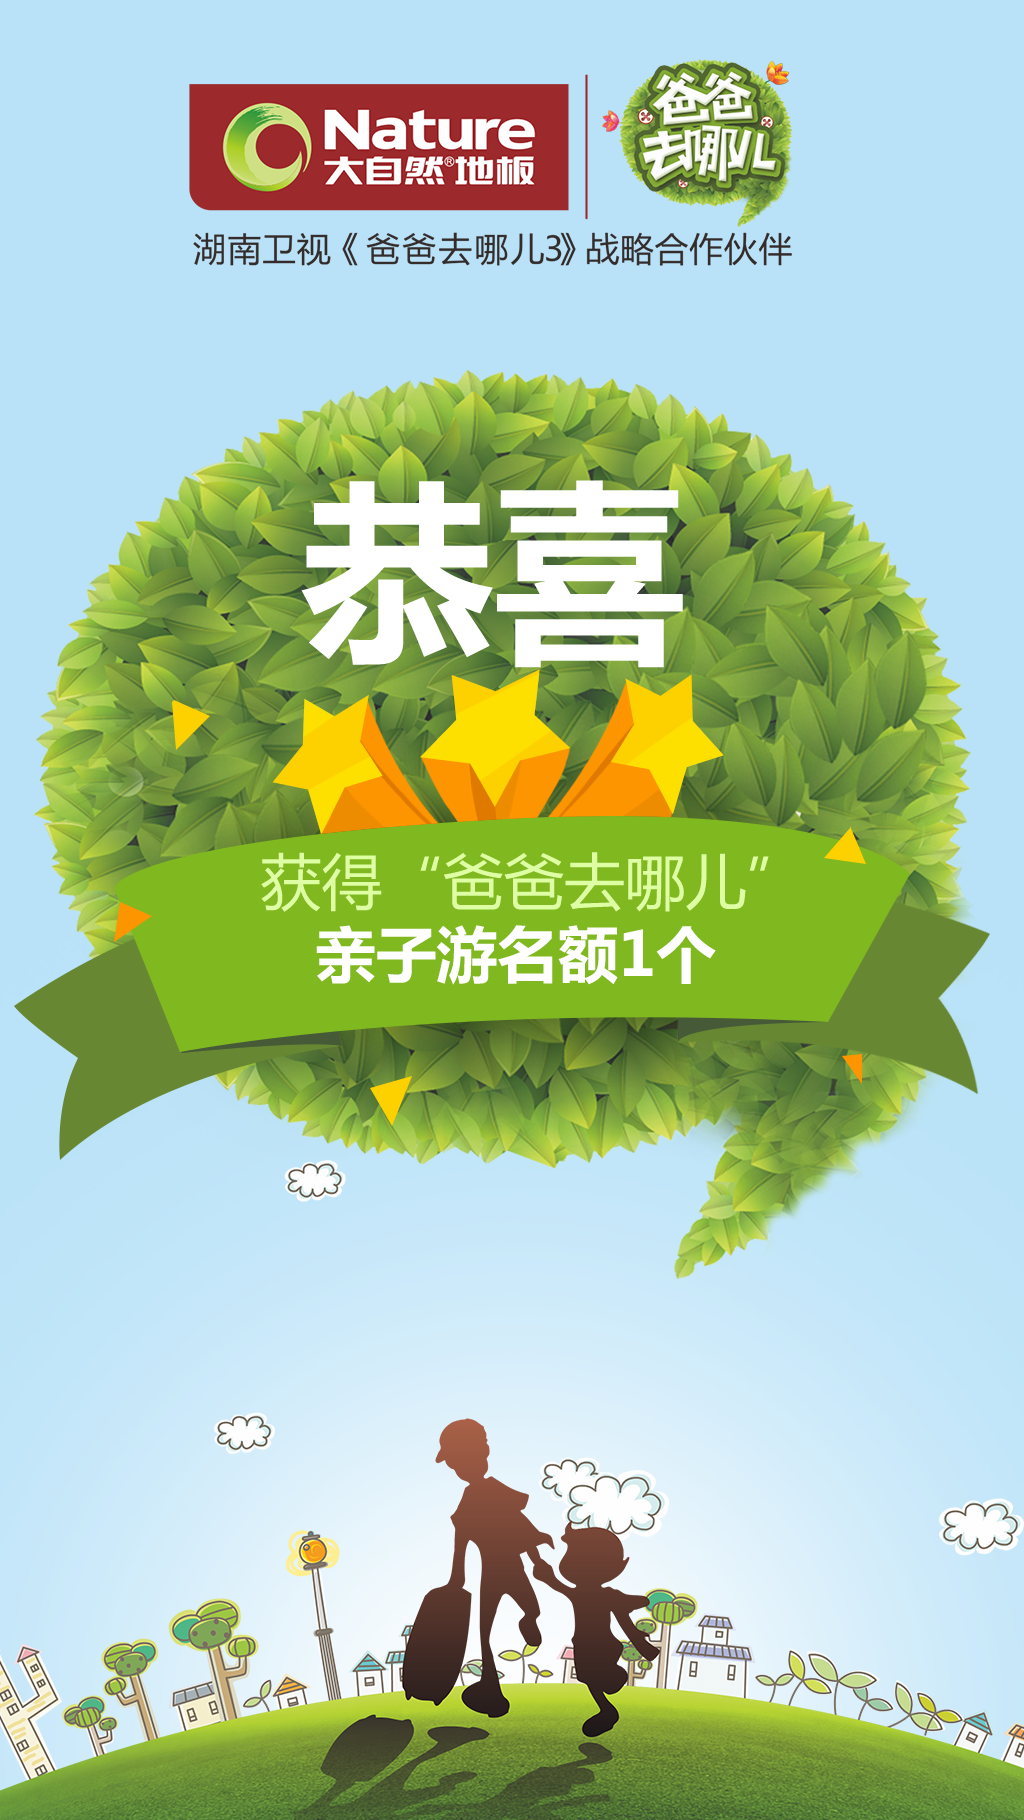 Nature
大自然®地板
爸爸
去哪儿
湖南卫视《爸爸去哪儿3》战略合作伙伴
恭喜
获得“爸爸去哪儿”
亲子游名额1个